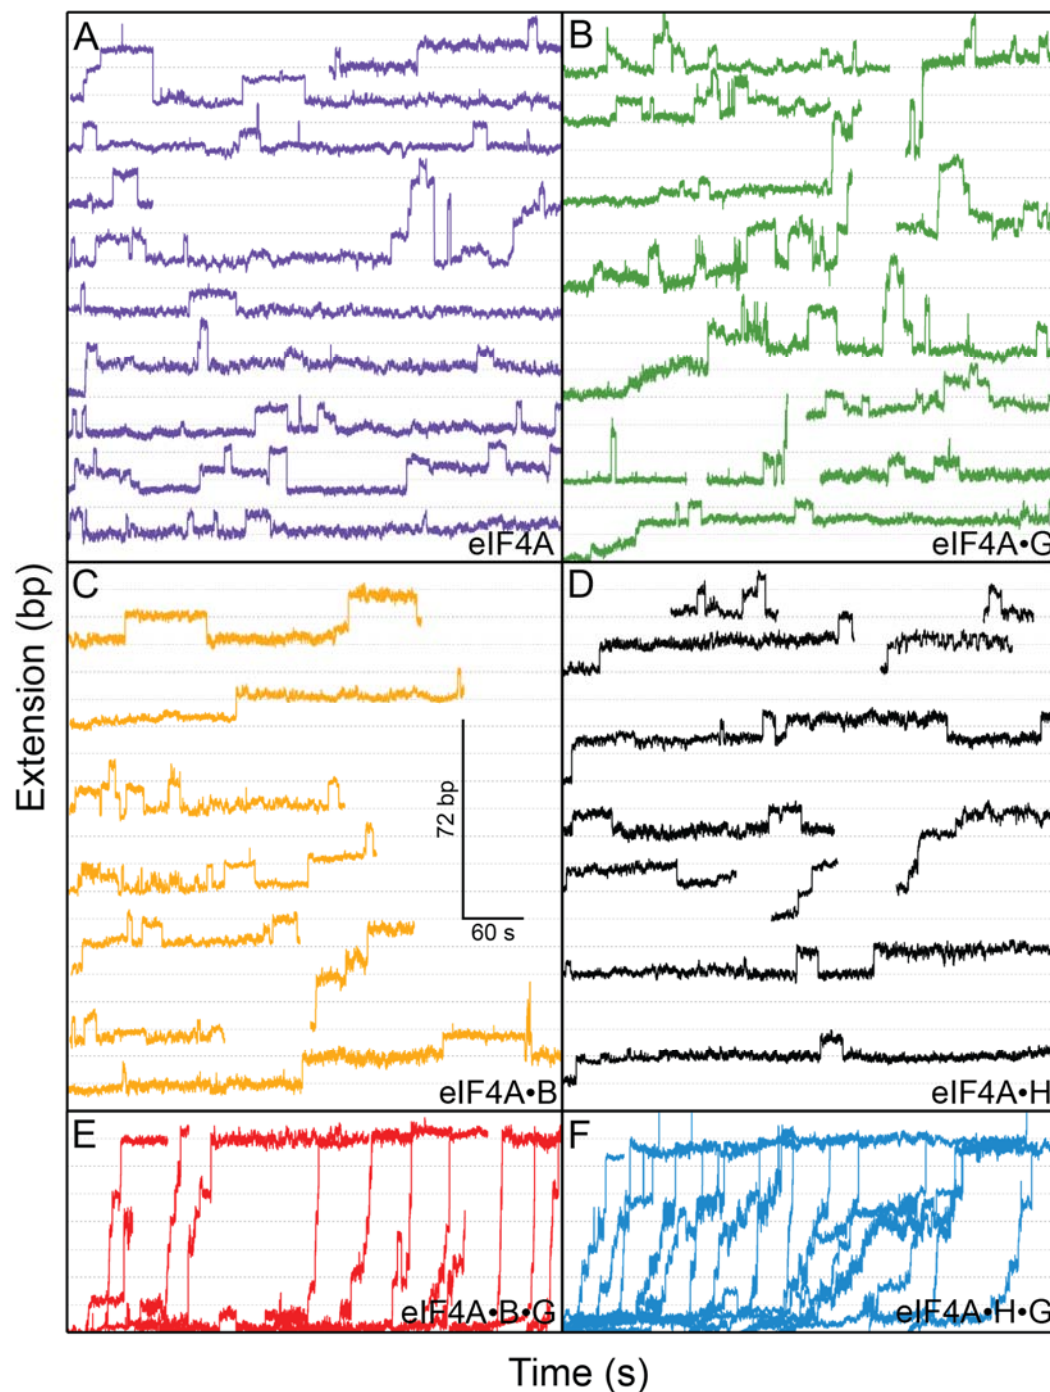 A
B
eIF4A
eIF4A•G
C
D
Extension (bp)
72 bp
60 s
eIF4A•B
eIF4A•H
E
F
eIF4A•B•G
eIF4A•H•G
Time (s)